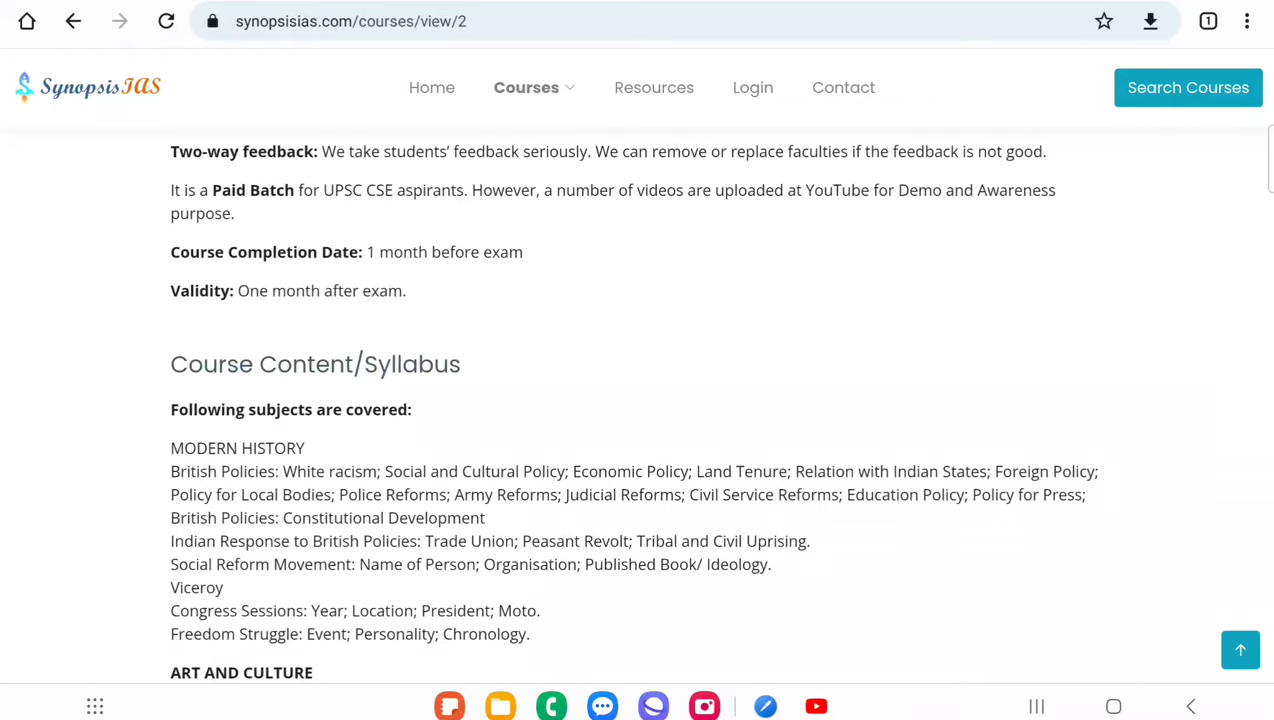 synopsisias.com/courses/view/2
1
SynopsisIAS
Home
Courses
Resources
Login
Contact
Search Courses
Two-way feedback: We take students’ feedback seriously. We can remove or replace faculties if the feedback is not good.
It is a Paid Batch for UPSC CSE aspirants. However, a number of videos are uploaded at YouTube for Demo and Awareness
purpose.
Course Completion Date: 1 month before exam
Validity: One month after exam.
Course Content/Syllabus
Following subjects are covered:
MODERN HISTORY
British Policies: White racism; Social and Cultural Policy; Economic Policy; Land Tenure; Relation with Indian States; Foreign Policy;
Policy for Local Bodies; Police Reforms; Army Reforms; Judicial Reforms; Civil Service Reforms; Education Policy; Policy for Press;
British Policies: Constitutional Development
Indian Response to British Policies: Trade Union; Peasant Revolt; Tribal and Civil Uprising.
Social Reform Movement: Name of Person; Organisation; Published Book/ Ideology.
Viceroy
Congress Sessions: Year; Location; President; Moto.
Freedom Struggle: Event; Personality; Chronology.
ART AND CULTURE